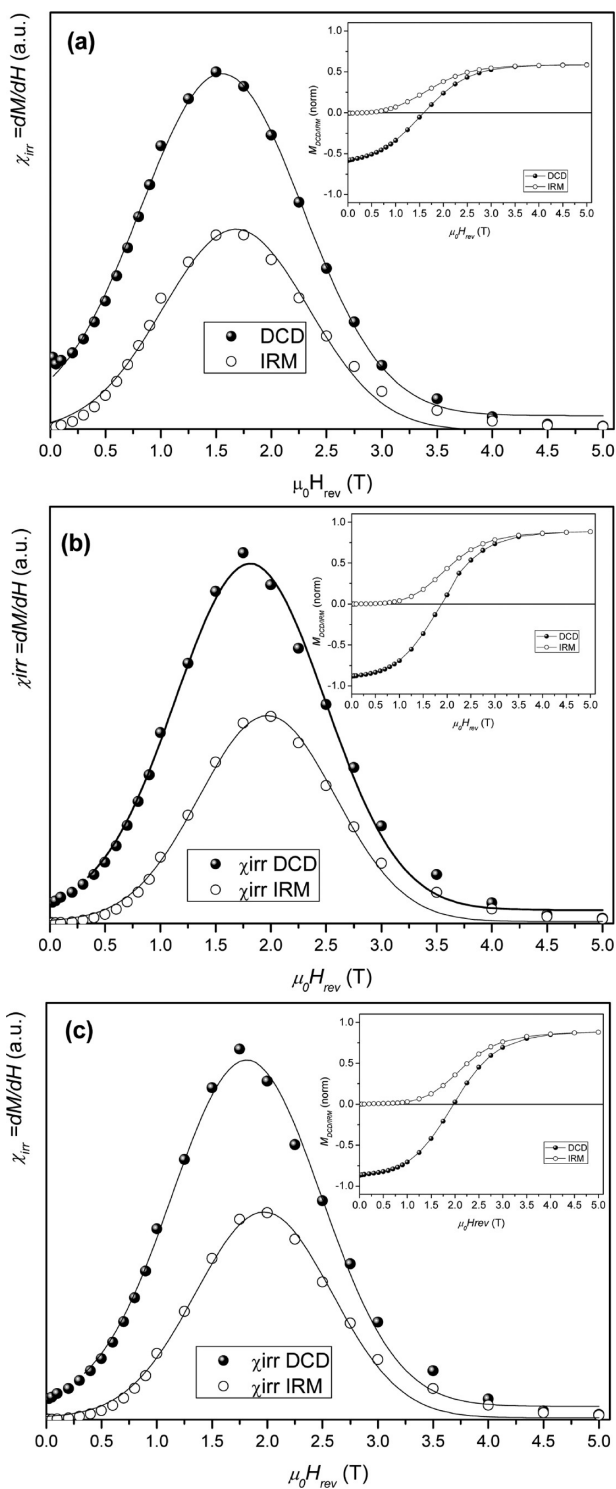 (a)
χirr =dM/dH (a.u.)
DCD
IRM
0.0 0.5 1.0 1.5 2.0 2.5 3.0 3.5 4.0 4.5 5.0
μ0Hrev (T)
1.0
0.5
0.0
-0.5
-1.0
MDCD/IRM (norm)
DCD
IRM
0.0 0.5 1.0 1.5 2.0 2.5 3.0 3.5 4.0 4.5 5.0
μ0Hrev (T)
(b)
χirr =dM/dH (a.u.)
χirr DCD
χirr IRM
0.0 0.5 1.0 1.5 2.0 2.5 3.0 3.5 4.0 4.5 5.0
μ0Hrev (T)
1.0
0.5
0.0
-0.5
-1.0
MDCD/IRM (norm)
DCD
IRM
0.0 0.5 1.0 1.5 2.0 2.5 3.0 3.5 4.0 4.5 5.0
μ0Hrev (T)
(c)
χirr =dM/dH (a.u.)
χirr DCD
χirr IRM
0.0 0.5 1.0 1.5 2.0 2.5 3.0 3.5 4.0 4.5 5.0
μ0Hrev (T)
1.0
0.5
0.0
-0.5
-1.0
MDCD/IRM (norm)
DCD
IRM
0.0 0.5 1.0 1.5 2.0 2.5 3.0 3.5 4.0 4.5 5.0
μ0Hrev (T)